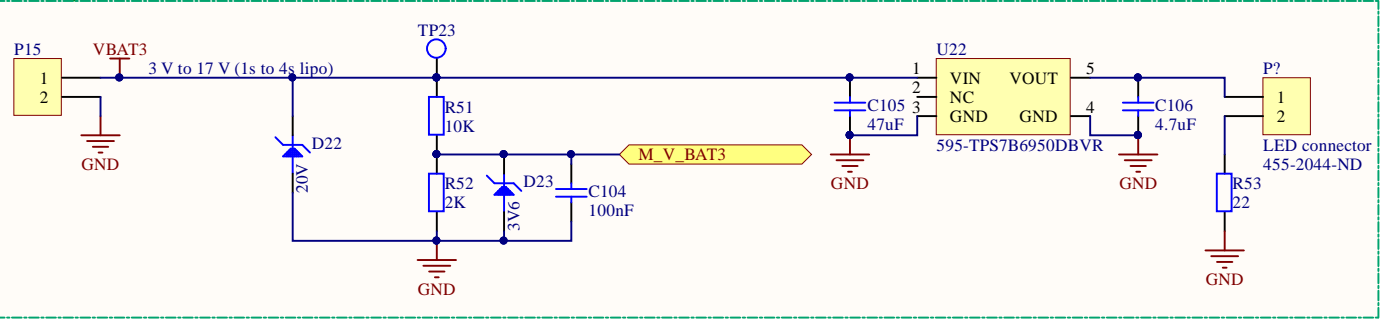 P15
1
2
GND
VBAT3
3 V to 17 V (1s to 4s lipo)
D22
20V
TP23
R51
10K
R52
2K
D23
3V6
C104
100nF
M_V_BAT3
GND
C105
47uF
GND
U22
1
2
3
VIN
NC
GND
VOUT
GND
5
4
595-TPS7B6950DBVR
C106
4.7uF
GND
P?
1
2
LED connector
455-2044-ND
R53
22
GND